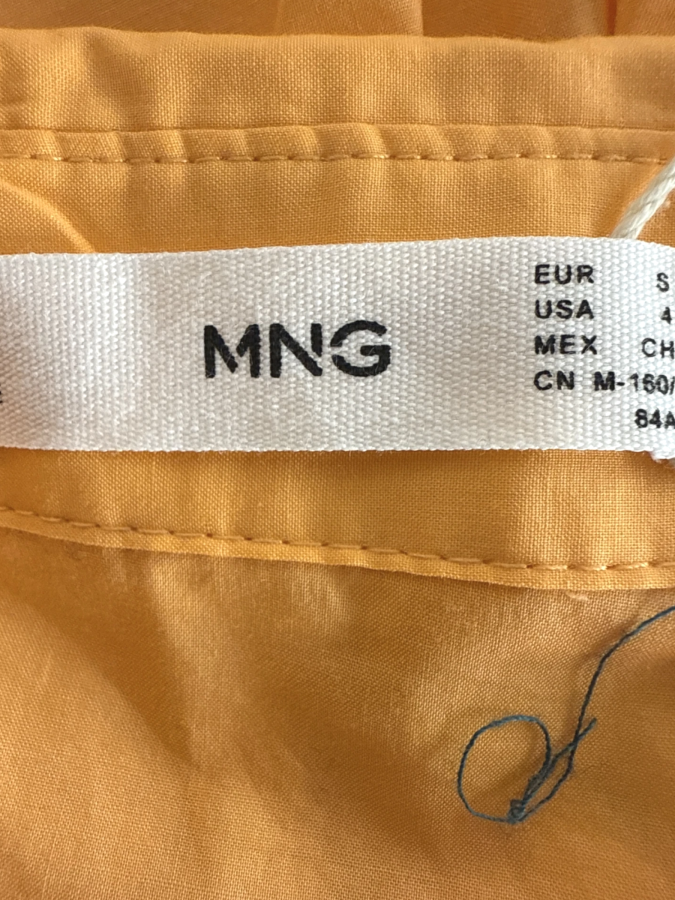 MNG
EUR S
USA 4
MEX CH
CN M-160/
84A